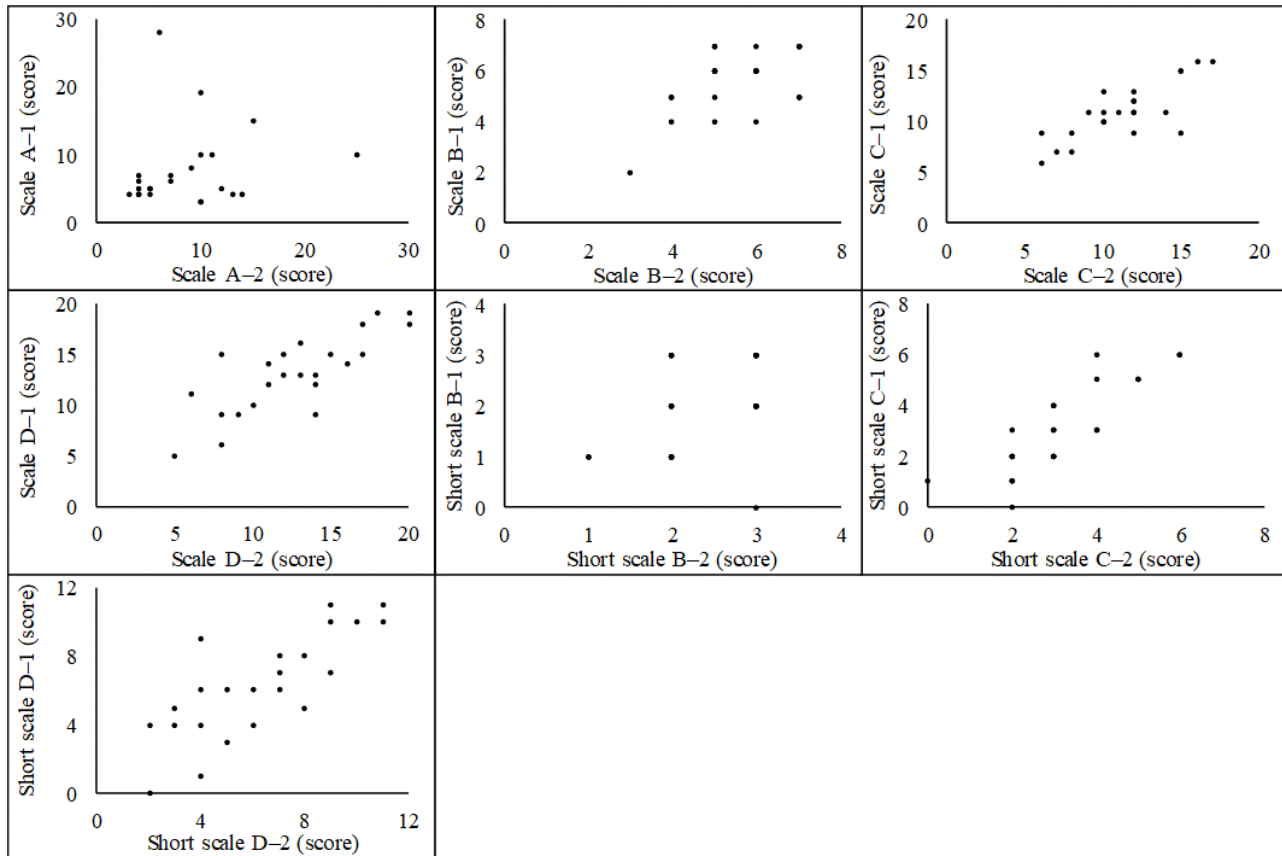 30
20
10
0
Scale A–1 (score)
0 10 20 30
Scale A–2 (score)
8
6
4
2
0
Scale B–1 (score)
0 2 4 6 8
Scale B–2 (score)
20
15
10
5
0
Scale C–1 (score)
0 5 10 15 20
Scale C–2 (score)
20
15
10
5
0
Scale D–1 (score)
0 5 10 15 20
Scale D–2 (score)
4
3
2
1
0
Short scale B–1 (score)
0 1 2 3 4
Short scale B–2 (score)
8
6
4
2
0
Short scale C–1 (score)
0 2 4 6 8
Short scale C–2 (score)
12
8
4
0
Short scale D–1 (score)
0 4 8 12
Short scale D–2 (score)